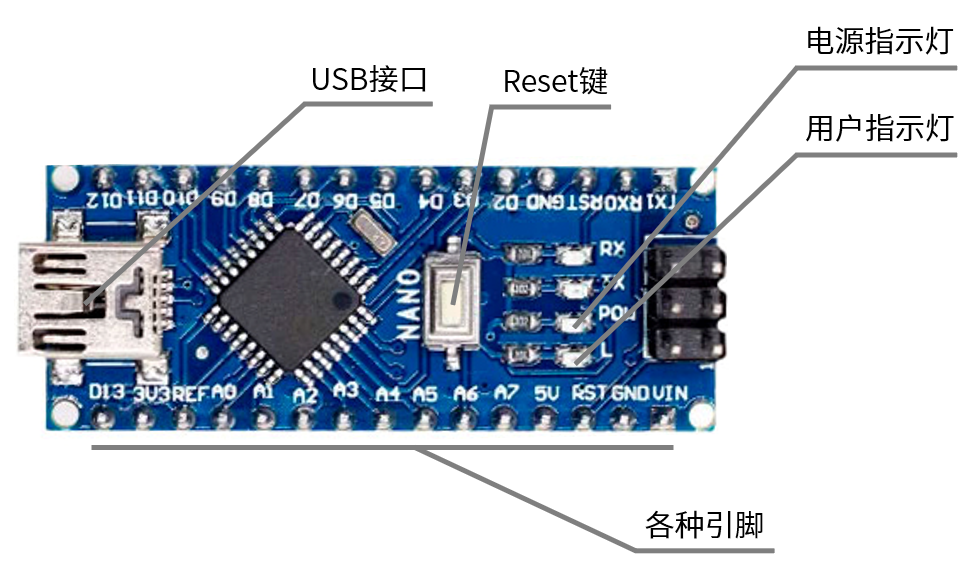 电源指示灯
USB接口
Reset键
用户指示灯
D12 D11 D10 D9 D8 D7 D6 D5 D4 D3 D2 GND RST RX0 TX1
RX
TX
POW
L
NANO
1
D13 3V3 REF A0 A1 A2 A3 A4 A5 A6 A7 5V RST GND VIN
各种引脚